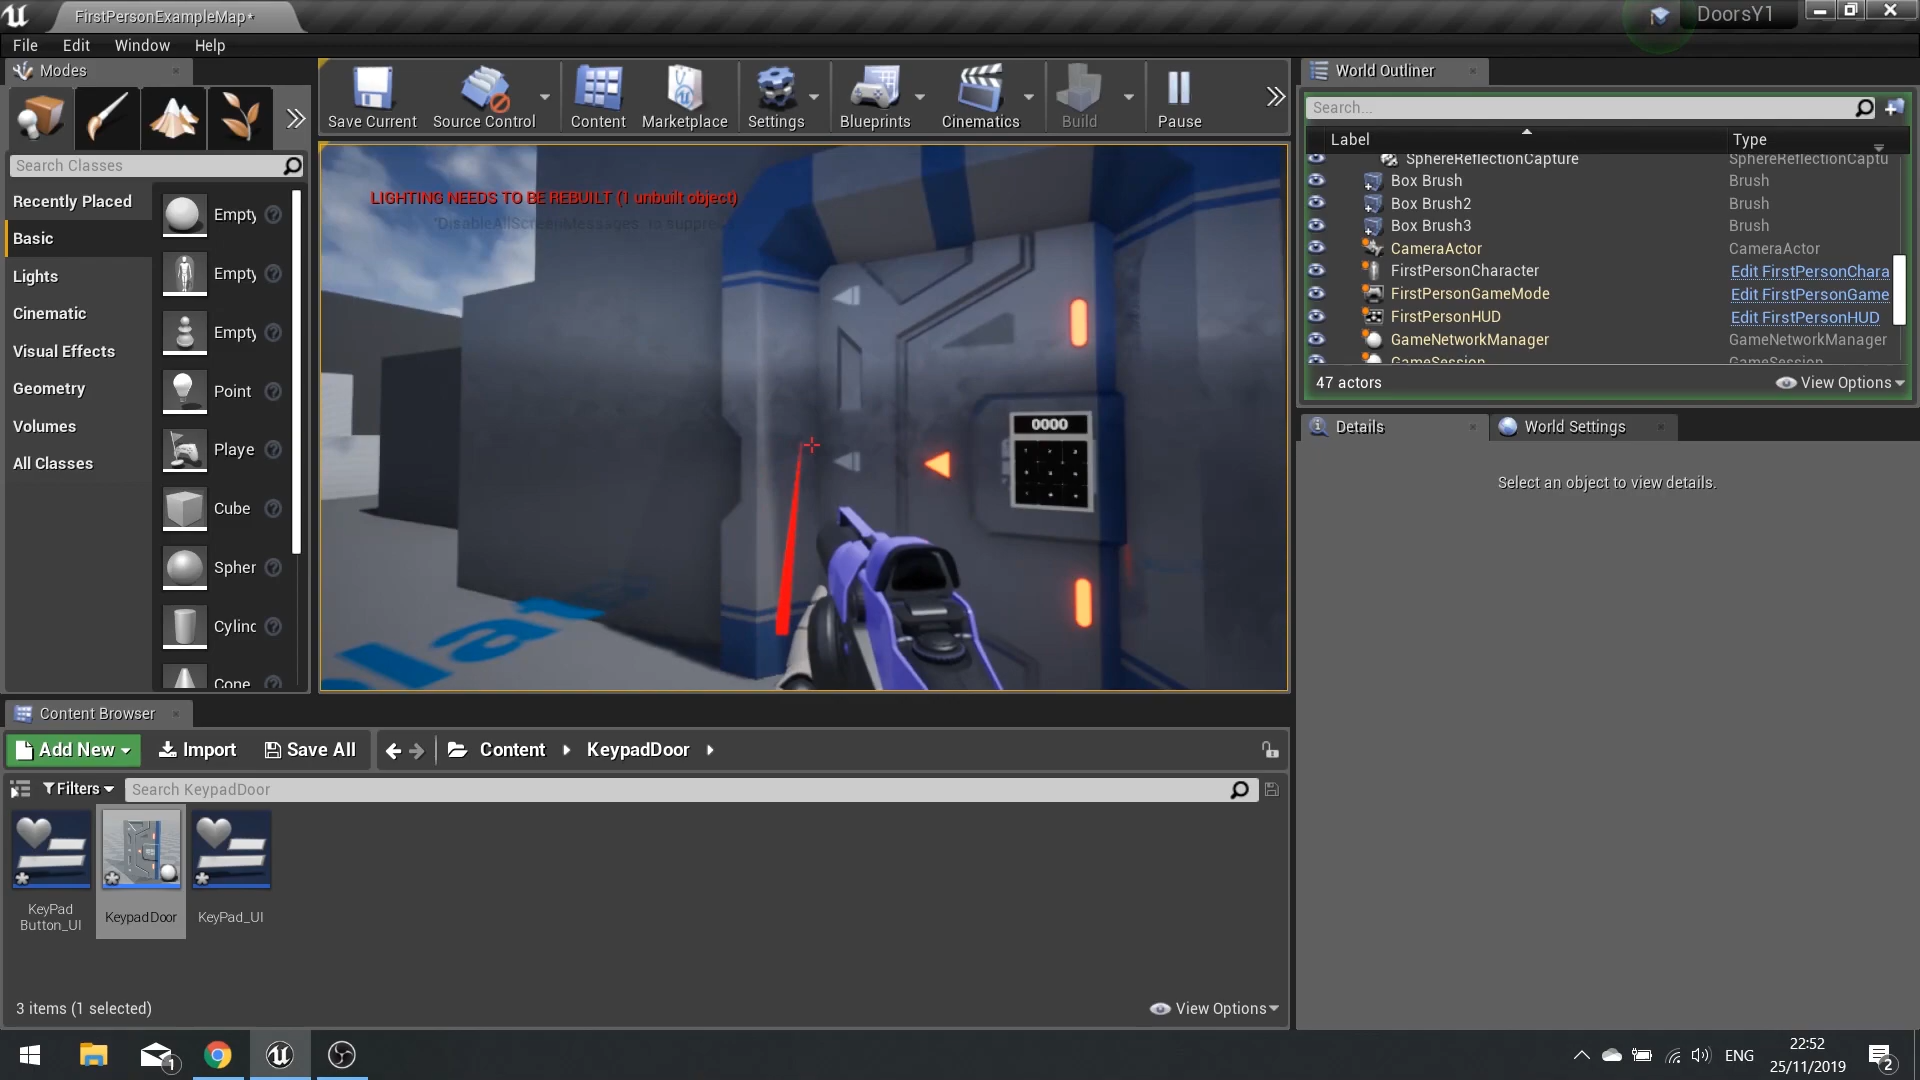 FirstPersonExampleMap*
DoorsY1
File Edit Window Help
Modes
Save Current
Source Control
Content
Marketplace
Settings
Blueprints
Cinematics
Build
Pause
World Outliner
Search...
Label
Type
SphereReflectionCapture SphereReflectionCaptu
Box Brush Brush
Box Brush2 Brush
Box Brush3 Brush
CameraActor CameraActor
FirstPersonCharacter Edit FirstPersonChara
FirstPersonGameMode Edit FirstPersonGame
FirstPersonHUD Edit FirstPersonHUD
GameNetworkManager GameNetworkManager
GameSession GameSession
47 actors
View Options
Search Classes
Recently Placed
Basic
Lights
Cinematic
Visual Effects
Geometry
Volumes
All Classes
Empty
Empty
Empty
Point
Playe
Cube
Spher
Cylinc
Cone
LIGHTING NEEDS TO BE REBUILT (1 unbuilt object)
0000
Details
World Settings
Select an object to view details.
Content Browser
Add New
Import
Save All
Content
KeypadDoor
Filters
Search KeypadDoor
KeyPad
Button_UI
KeypadDoor
KeyPad_UI
3 items (1 selected)
View Options
1
ENG
22:52
25/11/2019
2